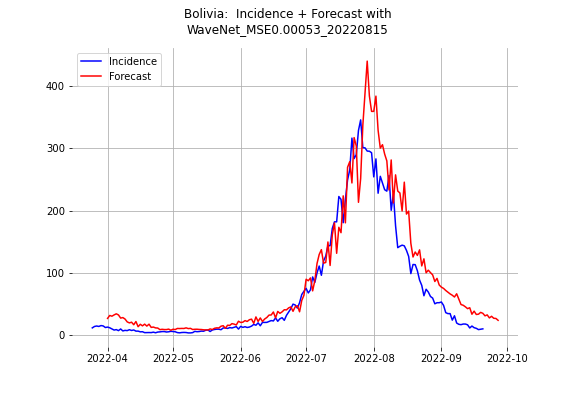 Bolivia:  Incidence + Forecast with
WaveNet_MSE0.00053_20220815
Incidence
Forecast
400
300
200
100
0
2022-04 2022-05 2022-06 2022-07 2022-08 2022-09 2022-10